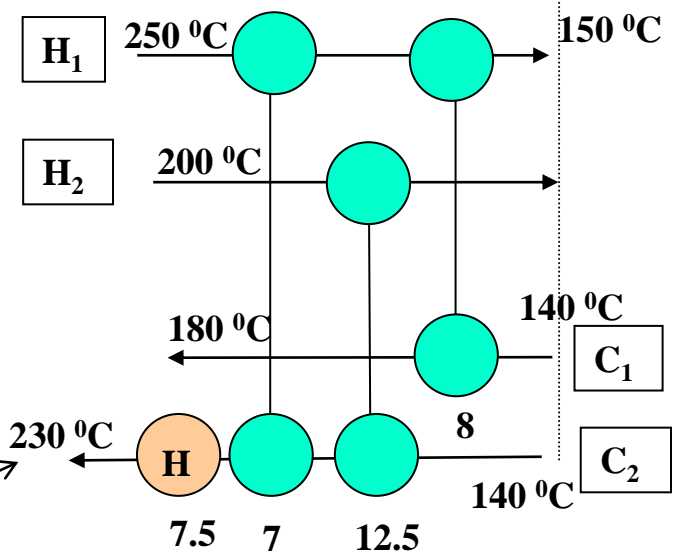 H₁ 250 ⁰C 150 ⁰C
H₂ 200 ⁰C
180 ⁰C 140 ⁰C C₁
8
230 ⁰C H 140 ⁰C C₂
7.5 7 12.5